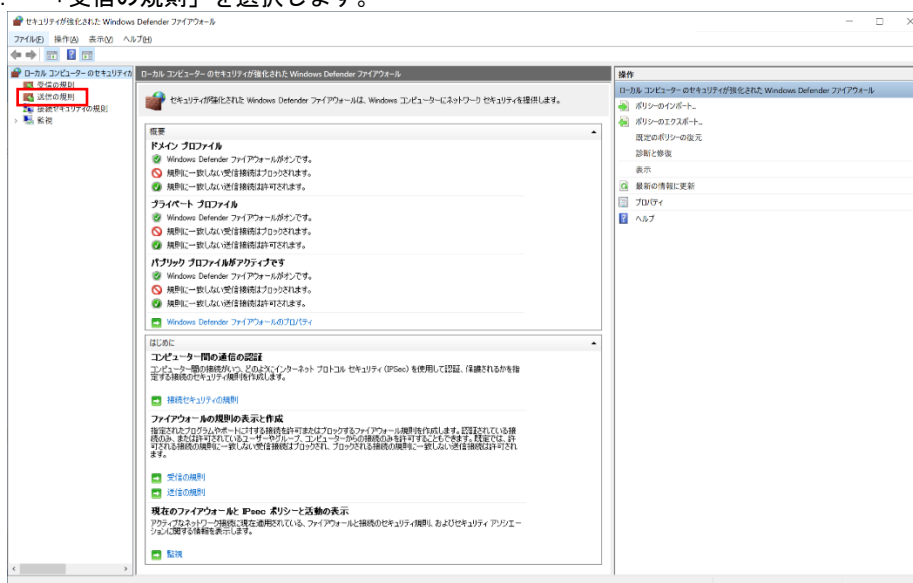 「受信の規則」を選択します。
セキュリティが強化された Windows Defender ファイアウォール
ファイル(F) 操作(A) 表示(V) ヘルプ(H)
ローカル コンピューター のセキュリティが
受信の規則
送信の規則
接続セキュリティの規則
監視
ローカル コンピューター のセキュリティが強化された Windows Defender ファイアウォール
セキュリティが強化された Windows Defender ファイアウォールは、Windows コンピューターにネットワーク セキュリティを提供します。
概要
ドメイン プロファイル
Windows Defender ファイアウォールがオンです。
規則に一致しない受信接続はブロックされます。
規則に一致しない送信接続は許可されます。
プライベート プロファイル
Windows Defender ファイアウォールがオンです。
規則に一致しない受信接続はブロックされます。
規則に一致しない送信接続は許可されます。
パブリック プロファイルがアクティブです
Windows Defender ファイアウォールがオンです。
規則に一致しない受信接続はブロックされます。
規則に一致しない送信接続は許可されます。
Windows Defender ファイアウォールのプロパティ
はじめに
コンピューター間の通信の認証
コンピューター間の接続がいつ、どのようにインターネット プロトコル セキュリティ (IPSec) を使用して認証、保護されるかを指
定する接続のセキュリティ規則を作成します。
接続セキュリティの規則
ファイアウォールの規則の表示と作成
指定されたプログラムやポートに対する接続を許可またはブロックするファイアウォール規則を作成します。認証されている接
続のみ、または許可されているユーザーやグループ、コンピューターからの接続のみを許可することもできます。既定では、許
可される接続の規則に一致しない受信接続はブロックされ、ブロックされる接続の規則に一致しない送信接続は許可され
ます。
受信の規則
送信の規則
現在のファイアウォールと IPsec ポリシーと活動の表示
アクティブなネットワーク接続に現在適用されている、ファイアウォールと接続のセキュリティ規則、およびセキュリティ アソシエー
ションに関する情報を表示します。
監視
操作
ローカル コンピューター のセキュリティが強化された Windows Defender ファイアウォール
ポリシーのインポート...
ポリシーのエクスポート...
既定のポリシーの復元
診断と修復
表示
最新の情報に更新
プロパティ
ヘルプ